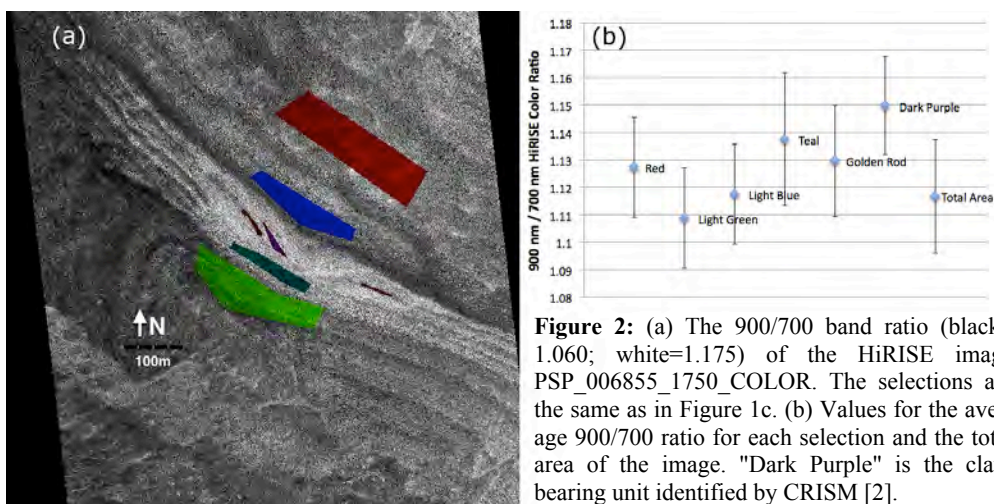 (a)
N
100m
(b)
900 nm / 700 nm HiRISE Color Ratio
1.18
1.17
1.16
1.15
1.14
1.13
1.12
1.11
1.1
1.09
1.08
Red
Light Green
Light Blue
Teal
Golden Rod
Dark Purple
Total Area
Figure 2: (a) The 900/700 band ratio (black
1.060; white=1.175) of the HiRISE imag
PSP_006855_1750_COLOR. The selections a
the same as in Figure 1c. (b) Values for the ave
age 900/700 ratio for each selection and the tot
area of the image. "Dark Purple" is the cla
bearing unit identified by CRISM [2].